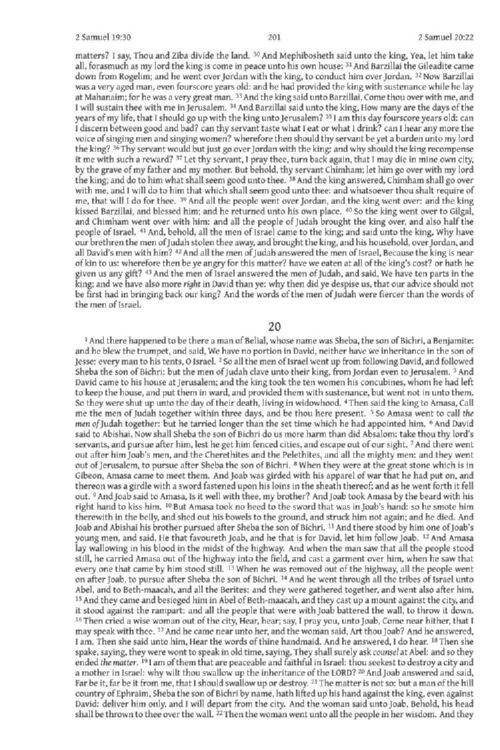 2 Samuel 19:30 201 2 Samuel 20:22
matters? I say, Thou and Ziba divide the land. 30 And Mephibosheth said unto the king, Yea, let him take
all, forasmuch as my lord the king is come in peace unto his own house; 31 And Barzillai the Gileadite came
down from Rogelim; and he went over Jordan with the king, to conduct him over Jordan. 32 Now Barzillai
was a very aged man, even fourscore years old: and he had provided the king with sustenance while he lay
at Mahanaim; for he was a very great man. 33 And the king said unto Barzillai, Come thou over with me, and
I will sustain thee with me in Jerusalem. 34 And Barzillai said unto the king, How many are the days of the
years of my life, that I should go up with the king unto Jerusalem? 35 I am this day fourscore years old: can
I discern between good and bad? can thy servant taste what I eat or what I drink? can I hear any more the
voice of singing men and singing women? wherefore then should thy servant be yet a burden unto my lord
the king? 36 Thy servant would but just go over Jordan with the king: and why should the king recompense
it me with such a reward? 37 Let thy servant, I pray thee, turn back again, that I may die in mine own city,
by the grave of my father and my mother. But behold, thy servant Chimham; let him go over with my lord
the king; and do to him what shall seem good unto thee. 38 And the king answered, Chimham shall go over
with me, and I will do to him that which shall seem good unto thee: and whatsoever thou shalt require of
me, that will I do for thee. 39 And all the people went over Jordan, and the king went over: and the king
kissed Barzillai, and blessed him; and he returned unto his own place. 40 So the king went over to Gilgal,
and Chimham went over with him: and all the people of Judah brought the king over, and also half the
people of Israel. 41 And, behold, all the men of Israel came to the king; and said unto the king, Why have
our brethren the men of Judah stolen thee away, and brought the king, and his household, over Jordan, and
all David's men with him? 42 And all the men of Judah answered the men of Israel, Because the king is near
of kin to us: wherefore then be ye angry for this matter? have we eaten at all of the king's cost? or hath he
given us any gift? 43 And the men of Israel answered the men of Judah, and said, We have ten parts in the
king; and we have also more right in David than ye: why then did ye despise us, that our advice should not
be first had in bringing back our king? And the words of the men of Judah were fiercer than the words of
the men of Israel.
20
1 And there happened to be there a man of Belial, whose name was Sheba, the son of Bichri, a Benjamite:
and he blew the trumpet, and said, We have no portion in David, neither have we inheritance in the son of
Jesse: every man to his tents, O Israel. 2 So all the men of Israel went up from following David, and followed
Sheba the son of Bichri: but the men of Judah clave unto their king, from Jordan even to Jerusalem. 3 And
David came to his house at Jerusalem; and the king took the ten women his concubines, whom he had left
to keep the house, and put them in ward, and provided them with sustenance, but went not in unto them.
So they were shut up unto the day of their death, living in widowhood. 4 Then said the king to Amasa, Call
me the men of Judah together within three days, and be thou here present. 5 So Amasa went to call the
men of Judah together: but he tarried longer than the set time which he had appointed him. 6 And David
said to Abishai, Now shall Sheba the son of Bichri do us more harm than did Absalom: take thou thy lord's
servants, and pursue after him, lest he get him fenced cities, and escape out of our sight. 7 And there went
out after him Joab's men, and the Cherethites and the Pelethites, and all the mighty men: and they went
out of Jerusalem, to pursue after Sheba the son of Bichri. 8 When they were at the great stone which is in
Gibeon, Amasa came to meet them. And Joab was girded with his apparel of war that he had put on, and
thereon was a girdle with a sword fastened upon his loins in the sheath thereof; and as he went forth it fell
out. 9 And Joab said to Amasa, Is it well with thee, my brother? And Joab took Amasa by the beard with his
right hand to kiss him. 10 But Amasa took no heed to the sword that was in Joab's hand: so he smote him
therewith in the belly, and shed out his bowels to the ground, and struck him not again; and he died. And
Joab and Abishai his brother pursued after Sheba the son of Bichri. 11 And there stood by him one of Joab's
young men, and said, He that favoureth Joab, and he that is for David, let him follow Joab. 12 And Amasa
lay wallowing in his blood in the midst of the highway. And when the man saw that all the people stood
still, he carried Amasa out of the highway into the field, and cast a garment over him, when he saw that
every one that came by him stood still. 13 When he was removed out of the highway, all the people went
on after Joab, to pursue after Sheba the son of Bichri. 14 And he went through all the tribes of Israel unto
Abel, and to Beth-maacah, and all the Berites: and they were gathered together, and went also after him.
15 And they came and besieged him in Abel of Beth-maacah, and they cast up a mount against the city, and
it stood against the rampart: and all the people that were with Joab battered the wall, to throw it down.
16 Then cried a wise woman out of the city, Hear, hear; say, I pray you, unto Joab, Come near hither, that I
may speak with thee. 17 And he came near unto her, and the woman said, Art thou Joab? And he answered,
I am. Then she said unto him, Hear the words of thine handmaid. And he answered, I do hear. 18 Then she
spake, saying, they were wont to speak in old time, saying, They shall surely ask counsel at Abel: and so they
ended the matter. 19 I am of them that are peaceable and faithful in Israel: thou seekest to destroy a city and
a mother in Israel: why wilt thou swallow up the inheritance of the LORD? 20 And Joab answered and said,
Far be it, far be it from me, that I should swallow up or destroy. 21 The matter is not so: but a man of the hill
country of Ephraim, Sheba the son of Bichri by name, hath lifted up his hand against the king, even against
David: deliver him only, and I will depart from the city. And the woman said unto Joab, Behold, his head
shall be thrown to thee over the wall. 22 Then the woman went unto all the people in her wisdom. And they